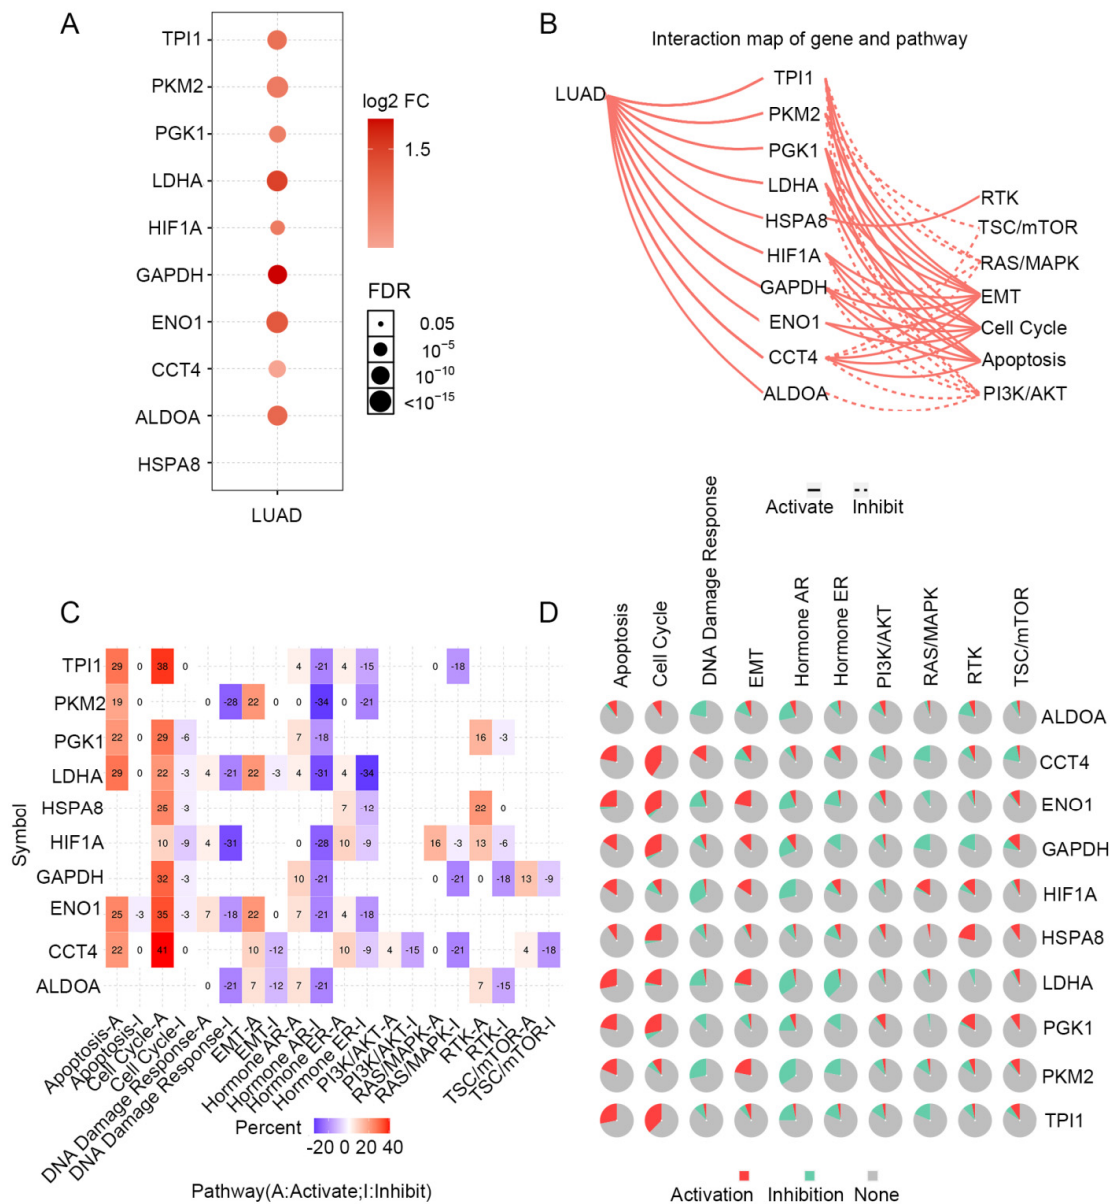 A
TPI1
PKM2
PGK1
LDHA
HIF1A
GAPDH
ENO1
CCT4
ALDOA
HSPA8
LUAD
log2 FC
1.5
FDR
0.05
10⁻⁵
10⁻¹⁰
<10⁻¹⁵
B
Interaction map of gene and pathway
LUAD
TPI1
PKM2
PGK1
LDHA
HSPA8
HIF1A
GAPDH
ENO1
CCT4
ALDOA
RTK
TSC/mTOR
RAS/MAPK
EMT
Cell Cycle
Apoptosis
PI3K/AKT
Activate Inhibit
C
Symbol
TPI1 29 0 38 0 4 -21 4 -15 0 -18
PKM2 19 0 -28 22 0 0 -34 0 -21
PGK1 22 0 29 -6 7 -18 16 -3
LDHA 29 0 22 -3 4 -21 22 -3 4 -31 0 -34
HSPA8 26 -3 7 -12 22 0
HIF1A 10 -9 4 -31 0 -28 10 -9 16 -3 13 -6
GAPDH 32 -3 10 -21 0 -21 0 -18 13 -9
ENO1 25 -3 35 -3 7 -18 22 0 7 -21 4 -18
CCT4 22 0 41 0 10 -12 10 -9 4 -15 0 -21 4 -18
ALDOA 0 -21 7 -12 7 -21 7 -15
Apoptosis-A
Apoptosis-I
Cell Cycle-A
Cell Cycle-I
DNA Damage Response-A
DNA Damage Response-I
EMT-A
EMT-I
Hormone AR-A
Hormone AR-I
Hormone ER-A
Hormone ER-I
PI3K/AKT-A
PI3K/AKT-I
RAS/MAPK-A
RAS/MAPK-I
RTK-A
RTK-I
TSC/mTOR-A
TSC/mTOR-I
Percent
-20 0 20 40
Pathway(A:Activate;I:Inhibit)
D
Apoptosis
Cell Cycle
DNA Damage Response
EMT
Hormone AR
Hormone ER
PI3K/AKT
RAS/MAPK
RTK
TSC/mTOR
ALDOA
CCT4
ENO1
GAPDH
HIF1A
HSPA8
LDHA
PGK1
PKM2
TPI1
Activation Inhibition None